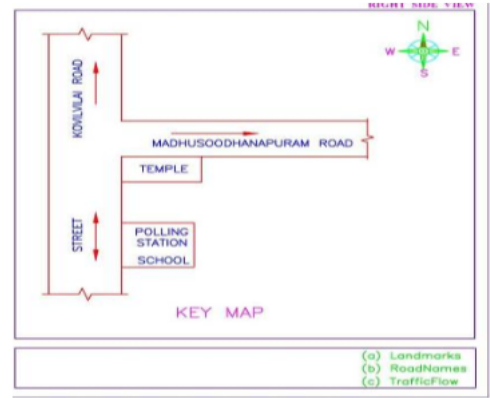 RIGHT SIDE VIEW
N
W E
S
KOVILVILAI ROAD
MADHUSOODHANAPURAM ROAD
TEMPLE
STREET
POLLING
STATION
SCHOOL
KEY MAP
(a) Landmarks
(b) RoadNames
(c) TrafficFlow